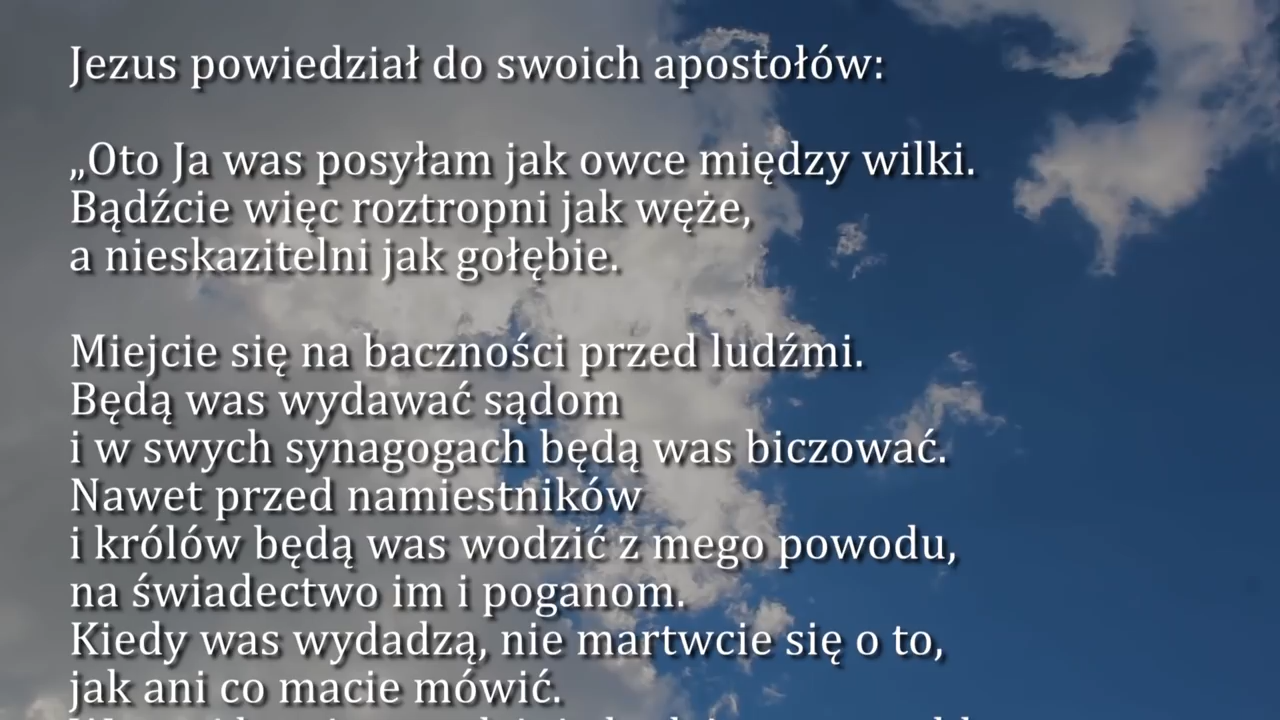 Jezus powiedział do swoich apostołów:
„Oto Ja was posyłam jak owce między wilki.
Bądźcie więc roztropni jak węże,
a nieskazitelni jak gołębie.
Miejcie się na baczności przed ludźmi.
Będą was wydawać sądom
i w swych synagogach będą was biczować.
Nawet przed namiestników
i królów będą was wodzić z mego powodu,
na świadectwo im i poganom.
Kiedy was wydadzą, nie martwcie się o to,
jak ani co macie mówić.